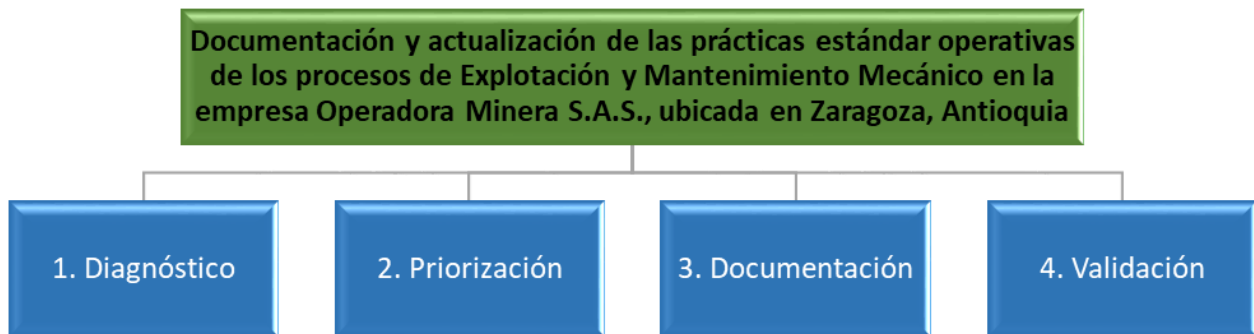 Documentación y actualización de las prácticas estándar operativas
de los procesos de Explotación y Mantenimiento Mecánico en la
empresa Operadora Minera S.A.S., ubicada en Zaragoza, Antioquia
1. Diagnóstico
2. Priorización
3. Documentación
4. Validación